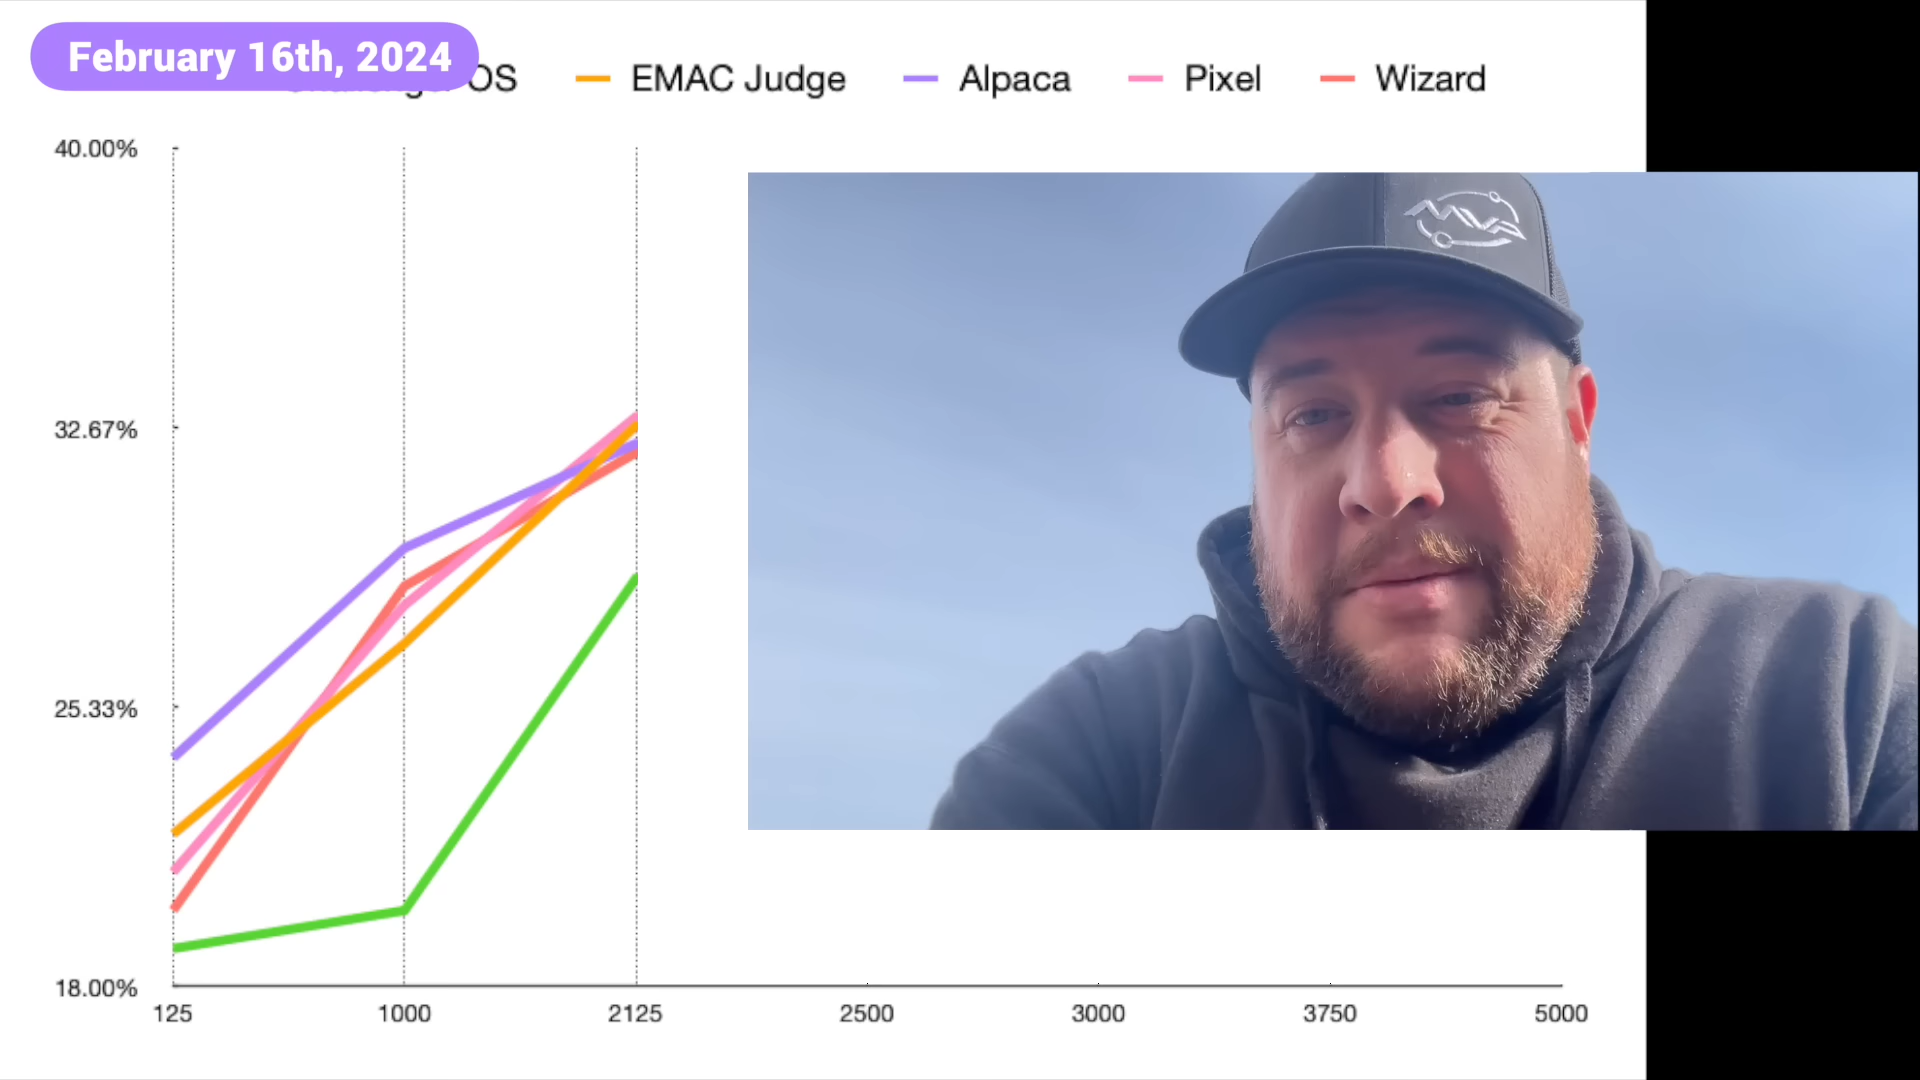 February 16th, 2024
OS
EMAC Judge
Alpaca
Pixel
Wizard
40.00%
32.67%
25.33%
18.00%
125
1000
2125
2500
3000
3750
5000
MVA